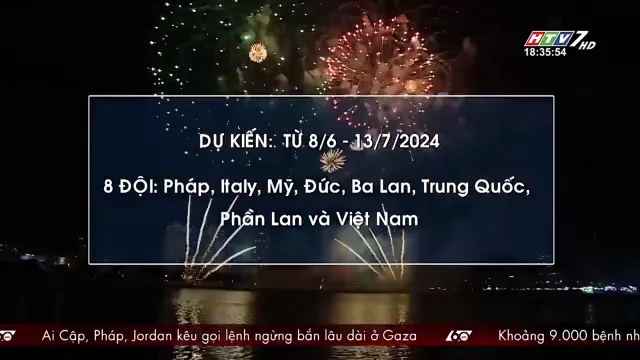 HTV7 HD
18:35:54
DỰ KIẾN: TỪ 8/6 - 13/7/2024
8 ĐỘI: Pháp, Italy, Mỹ, Đức, Ba Lan, Trung Quốc,
Phần Lan và Việt Nam
60 Ai Cập, Pháp, Jordan kêu gọi lệnh ngừng bắn lâu dài ở Gaza 60 Khoảng 9.000 bệnh nh